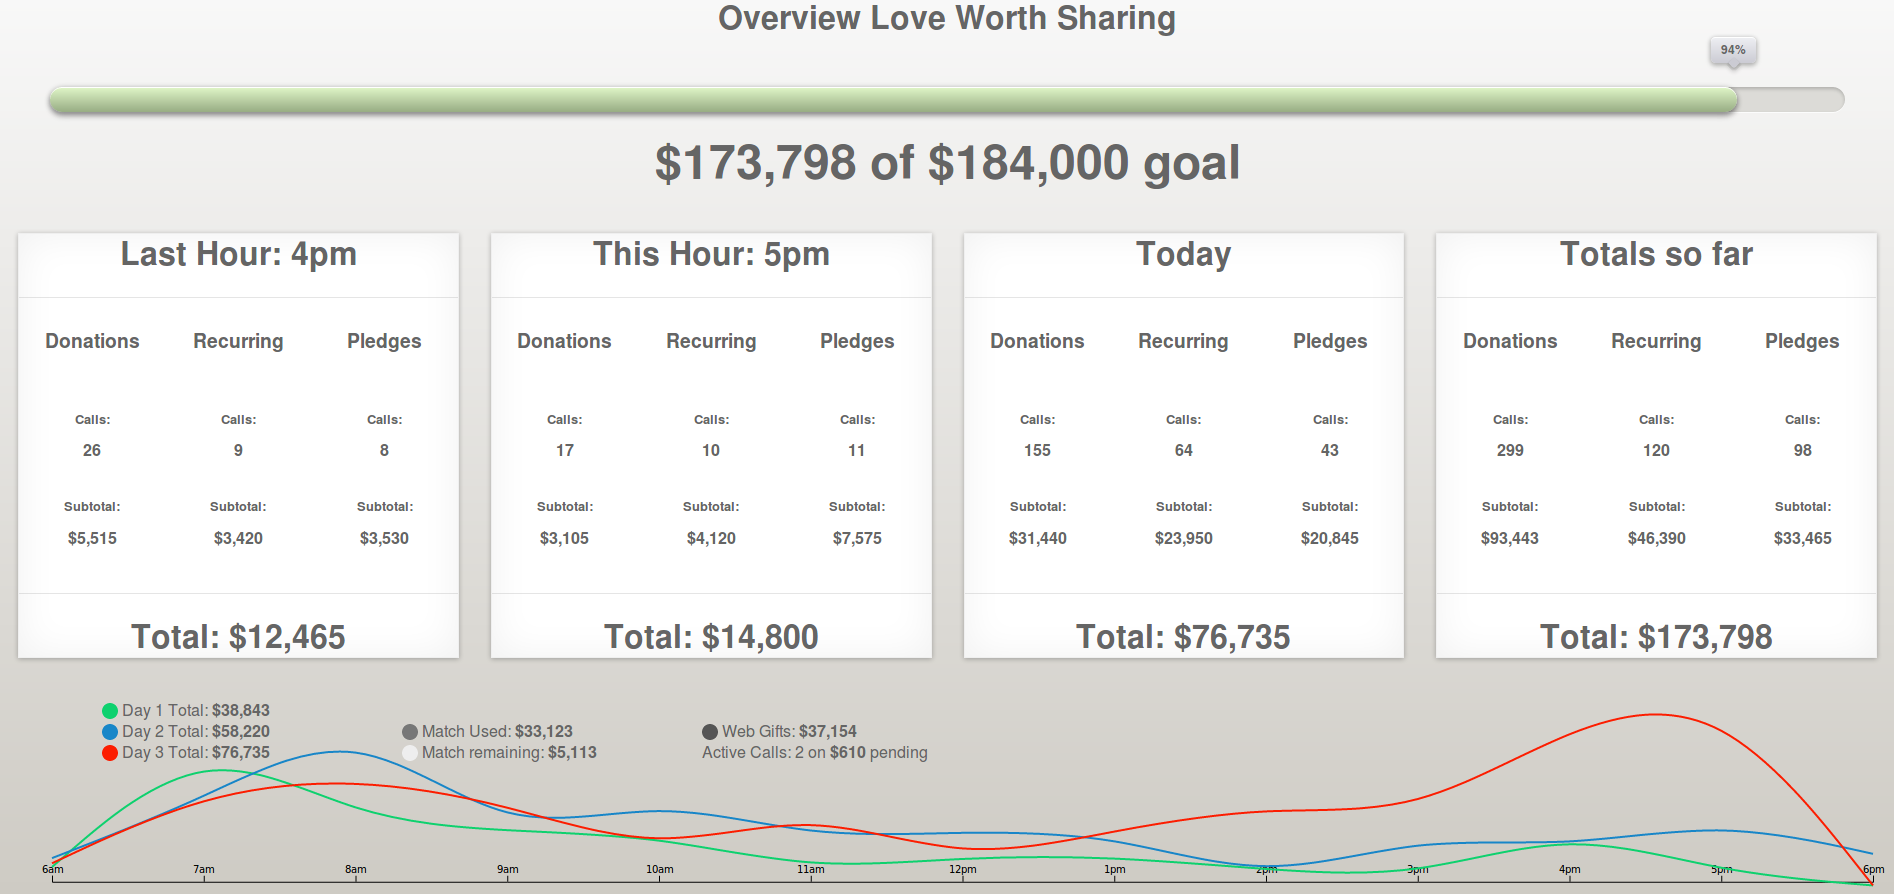 Overview Love Worth Sharing
94%
$173,798 of $184,000 goal
Last Hour: 4pm
Donations Recurring Pledges
Calls: Calls: Calls:
26 9 8
Subtotal: Subtotal: Subtotal:
$5,515 $3,420 $3,530
Total: $12,465
This Hour: 5pm
Donations Recurring Pledges
Calls: Calls: Calls:
17 10 11
Subtotal: Subtotal: Subtotal:
$3,105 $4,120 $7,575
Total: $14,800
Today
Donations Recurring Pledges
Calls: Calls: Calls:
155 64 43
Subtotal: Subtotal: Subtotal:
$31,440 $23,950 $20,845
Total: $76,735
Totals so far
Donations Recurring Pledges
Calls: Calls: Calls:
299 120 98
Subtotal: Subtotal: Subtotal:
$93,443 $46,390 $33,465
Total: $173,798
Day 1 Total: $38,843
Day 2 Total: $58,220 Match Used: $33,123 Web Gifts: $37,154
Day 3 Total: $76,735 Match remaining: $5,113 Active Calls: 2 on $610 pending
6am 7am 8am 9am 10am 11am 12pm 1pm 2pm 3pm 4pm 5pm 6pm